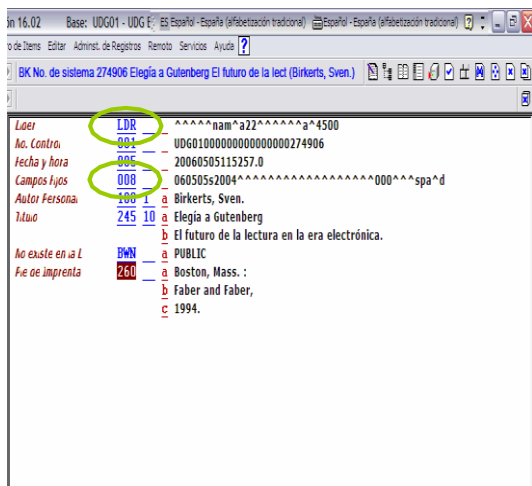 ón 16.02 Base: UDG01 - UDG E ES Español - España (alfabetización tradicional) Español - España (alfabetización tradicional)
o de Items Editar Adminst. de Registros Remoto Servicios Ayuda ?
BK No. de sistema 274906 Elegía a Gutenberg El futuro de la lect (Birkerts, Sven.)
Líder LDR ^^^^^nam^a22^^^^^^a^4500
No. Control 001 UDG01000000000000000274906
Fecha y hora 005 20060505115257.0
Campos Fijos 008 060505s2004^^^^^^^^^^^^^^^^^^000^^^spa^d
Autor Personal 100 1 a Birkerts, Sven.
Título 245 10 a Elegía a Gutenberg
b El futuro de la lectura en la era electrónica.
No existe en la L BWN a PUBLIC
Pie de Imprenta 260 a Boston, Mass. :
b Faber and Faber,
c 1994.